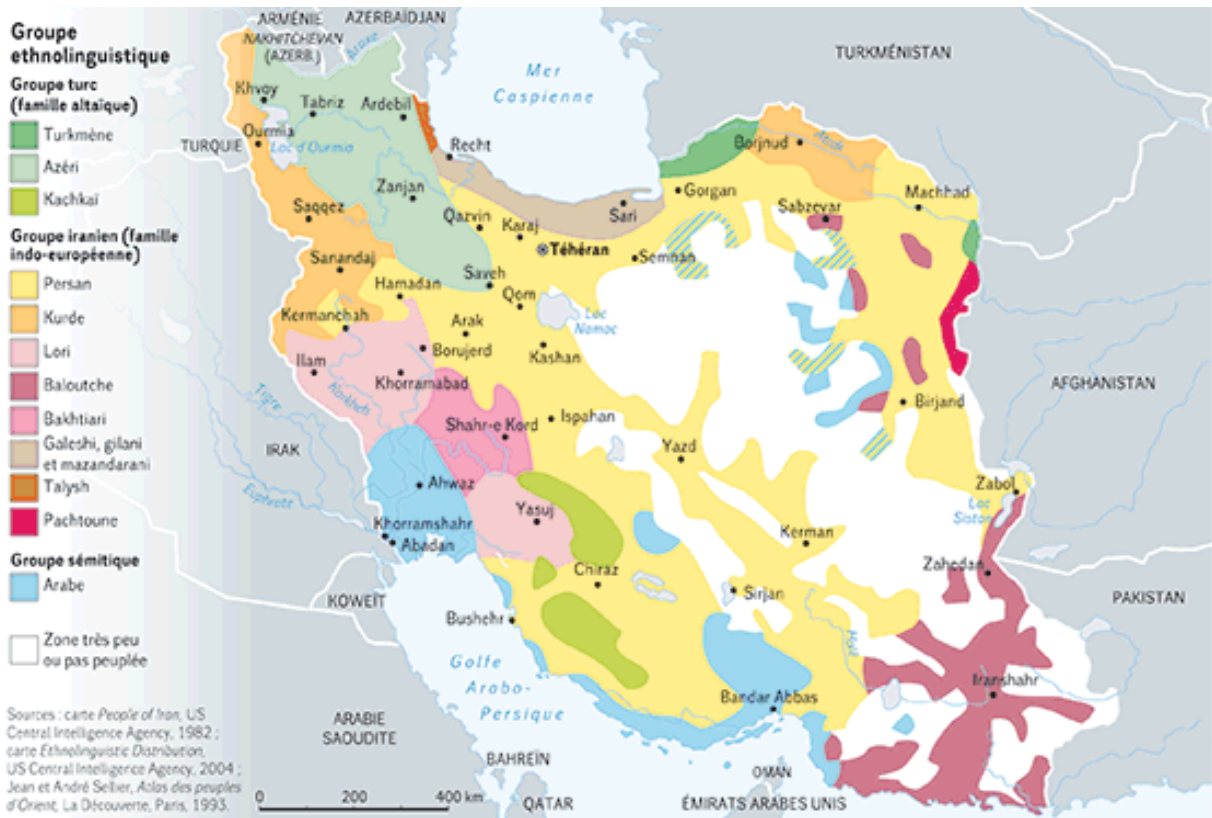 Groupe
ethnolinguistique
Groupe turc
(famille altaïque)
Turkmène
Azéri
Kachkaï
Groupe iranien (famille
indo-européenne)
Persan
Kurde
Lori
Baloutche
Bakhtiari
Galeshi, gilani
et mazandarani
Talysh
Pachtoune
Groupe sémitique
Arabe
Zone très peu
ou pas peuplée
Sources : carte People of Iran, US
Central Intelligence Agency, 1982 ;
carte Ethnolinguistic Distribution,
US Central Intelligence Agency, 2004 ;
Jean et André Sellier, Atlas des peuples
d'Orient, La Découverte, Paris, 1993.
ARMÉNIE
AZERBAÏDJAN
NAKHITCHEVAN
(AZERB.)
Araxe
TURKMÉNISTAN
Mer
Caspienne
Khvoy
Tabriz
Ardebil
Ourmia
Lac d'Ourmia
TURQUIE
Recht
Borjnud
Atrak
Zanjan
Gorgan
Machhad
Saqqez
Qazvin
Karaj
Sari
Sabzevar
Téhéran
Semnan
Sanandaj
Saveh
Hamadan
Qom
Lac
Namac
Kermanchah
Arak
Borujerd
Kashan
Ilam
Khorramabad
Karkheh
AFGHANISTAN
Tigre
Birjand
Shahr-e Kord
Ispahan
IRAK
Yazd
Ahwaz
Euphrate
Zabol
Lac
Sistan
Khorramshahr
Abadan
Yasuj
Kerman
Zahedan
Chiraz
KOWEIT
Sirjan
PAKISTAN
Bushehr
Golfe
Arabo-
Persique
Iranshahr
Bandar Abbas
ARABIE
SAOUDITE
BAHREÏN
OMAN
QATAR
ÉMIRATS ARABES UNIS
0 200 400 km